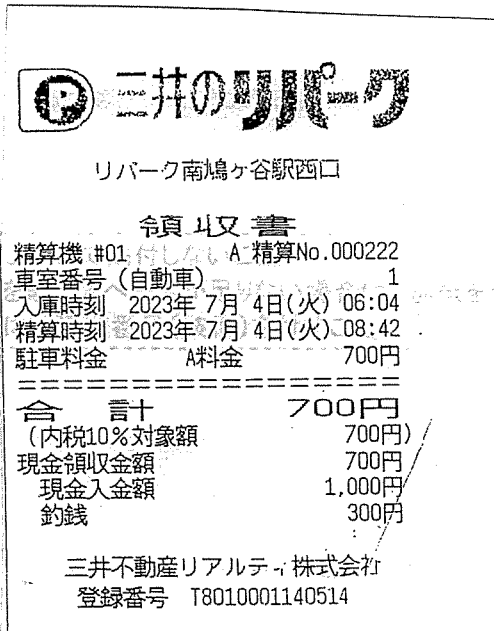 P 三井のリパーク
リパーク南鳩ヶ谷駅西口
領収書
精算機 #01 A 精算No.000222
車室番号（自動車） 1
入庫時刻 2023年 7月 4日(火) 06:04
精算時刻 2023年 7月 4日(火) 08:42
駐車料金 A料金 700円
==================
合計 700円
（内税10%対象額 700円）
現金領収金額 700円
現金入金額 1,000円
釣銭 300円
三井不動産リアルティ株式会社
登録番号 T8010001140514